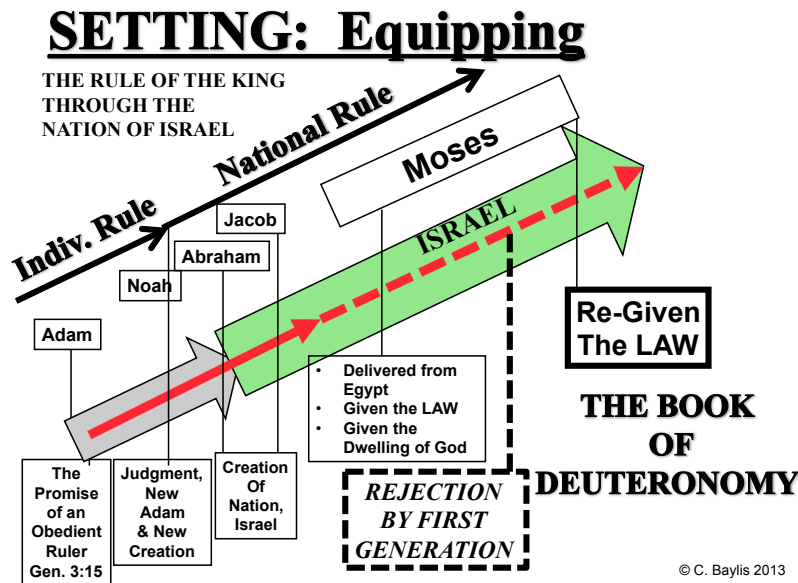 SETTING: Equipping
THE RULE OF THE KING
THROUGH THE
NATION OF ISRAEL
Indiv. Rule
National Rule
Moses
Jacob
Abraham
Noah
Adam
ISRAEL
Re-Given
The LAW
• Delivered from
Egypt
• Given the LAW
• Given the
Dwelling of God
THE BOOK
OF
DEUTERONOMY
The
Promise
of an
Obedient
Ruler
Gen. 3:15
Judgment,
New
Adam
& New
Creation
Creation
Of
Nation,
Israel
REJECTION
BY FIRST
GENERATION
© C. Baylis 2013